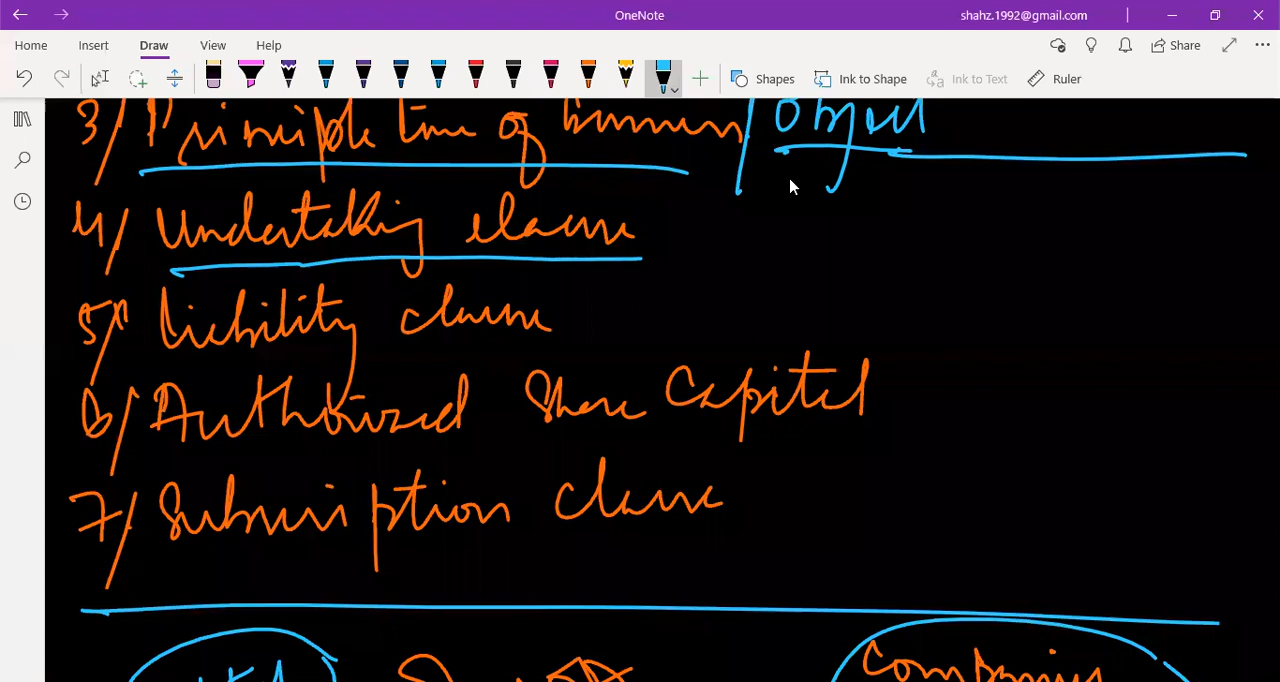 OneNote
shahz.1992@gmail.com
Home Insert Draw View Help
Share
Shapes Ink to Shape Ink to Text Ruler
3/ Principle line of business / Object
4/ Undertaking clause
5/ Liability clause
6/ Authorized Share Capital
7/ Subscription clause
Companies